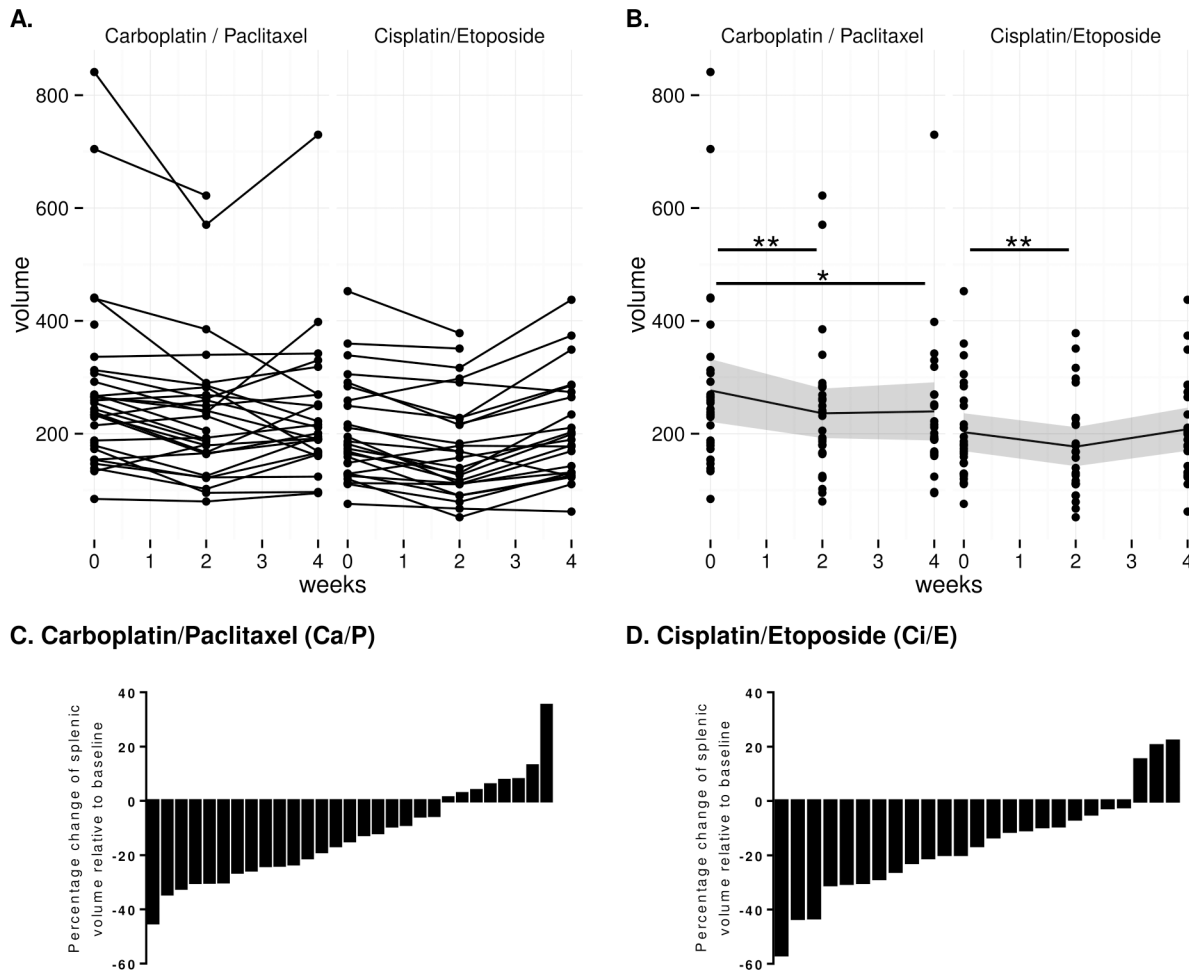 A.
Carboplatin / Paclitaxel
Cisplatin/Etoposide
800
600
400
200
volume
0 1 2 3 4
0 1 2 3 4
weeks
B.
Carboplatin / Paclitaxel
Cisplatin/Etoposide
800
600
400
200
volume
**
*
**
0 1 2 3 4
0 1 2 3 4
weeks
C. Carboplatin/Paclitaxel (Ca/P)
Percentage change of splenic
volume relative to baseline
40
20
0
-20
-40
-60
D. Cisplatin/Etoposide (Ci/E)
Percentage change of splenic
volume relative to baseline
40
20
0
-20
-40
-60